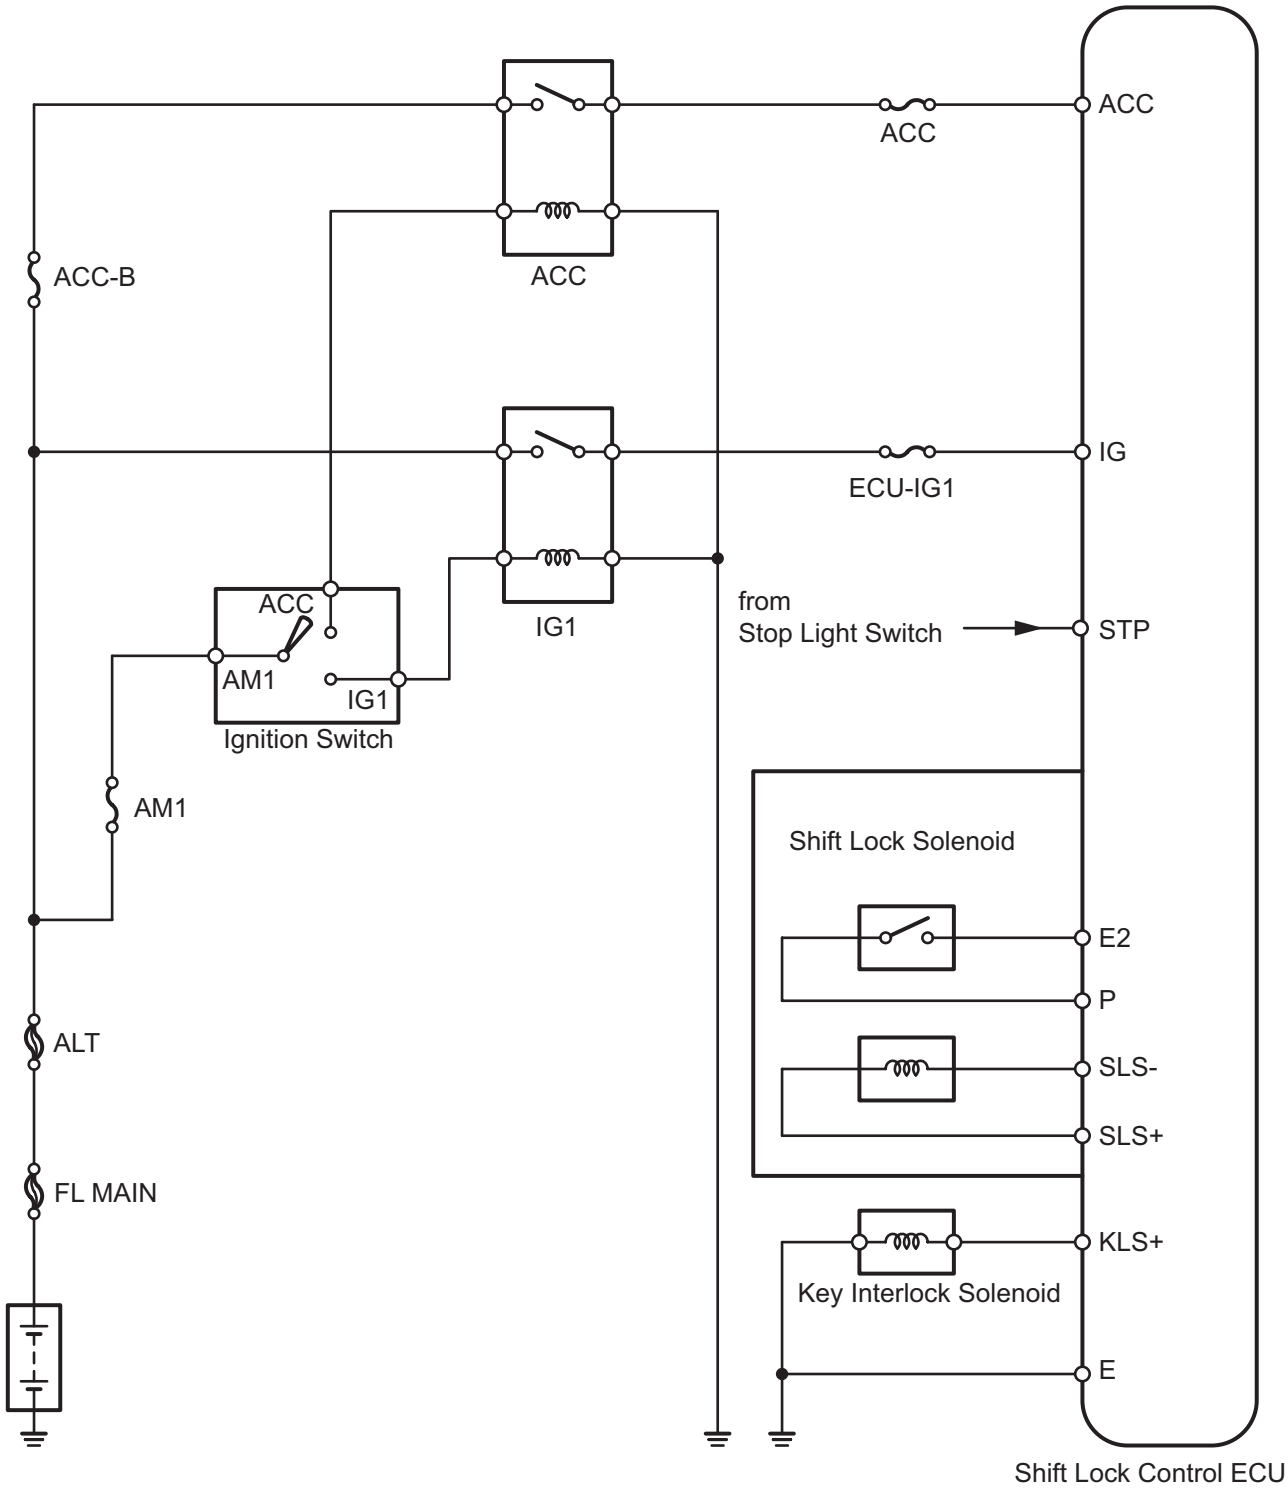 ACC
ACC
ACC-B
ACC
IG
ECU-IG1
from
Stop Light Switch
STP
ACC
IG1
AM1
IG1
Ignition Switch
AM1
Shift Lock Solenoid
E2
P
ALT
SLS-
SLS+
FL MAIN
KLS+
Key Interlock Solenoid
E
Shift Lock Control ECU